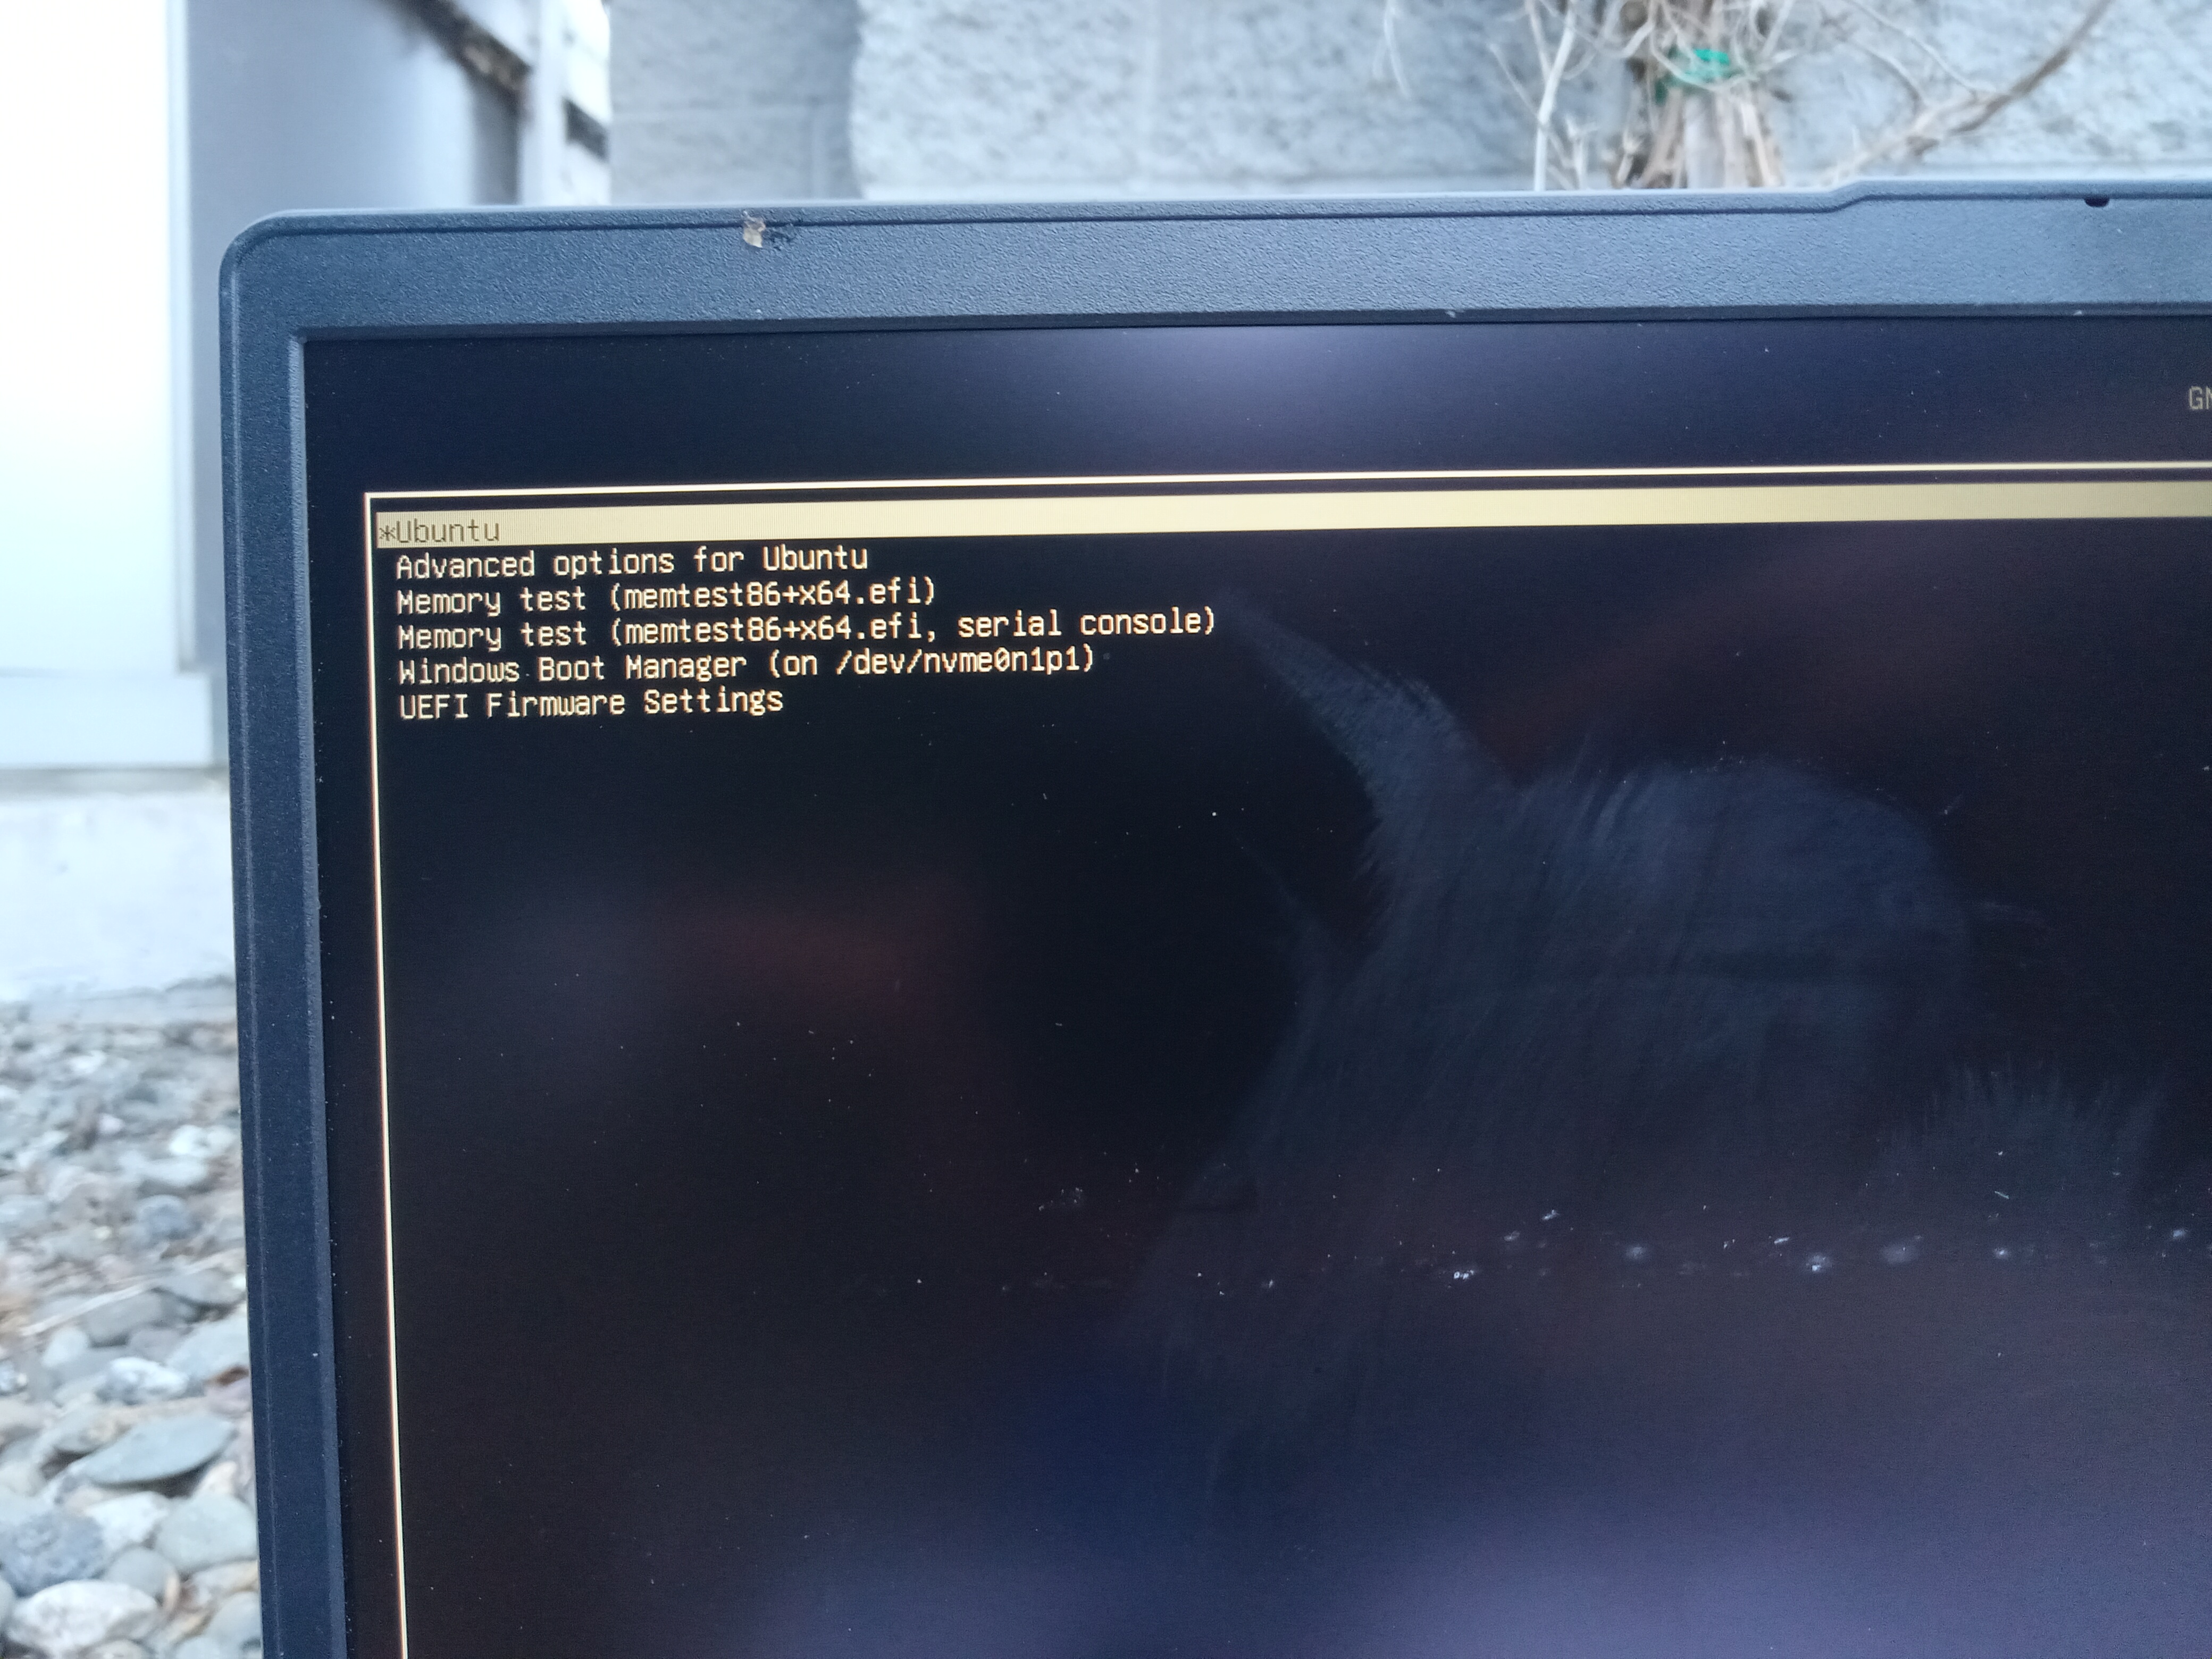 GN
*Ubuntu
Advanced options for Ubuntu
Memory test (memtest86+x64.efi)
Memory test (memtest86+x64.efi, serial console)
Windows Boot Manager (on /dev/nvme0n1p1)
UEFI Firmware Settings